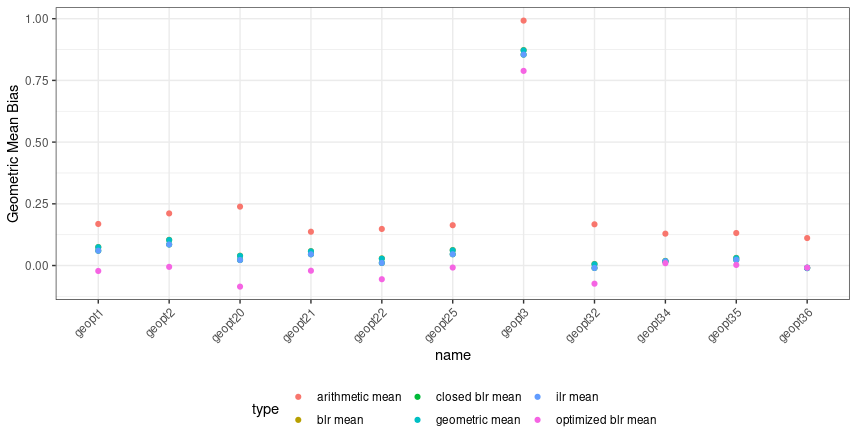 1.00
0.75
0.50
0.25
0.00
Geometric Mean Bias
geopt1
geopt2
geopt20
geopt21
geopt22
geopt25
geopt3
geopt32
geopt34
geopt35
geopt36
name
type
arithmetic mean
closed blr mean
ilr mean
blr mean
geometric mean
optimized blr mean